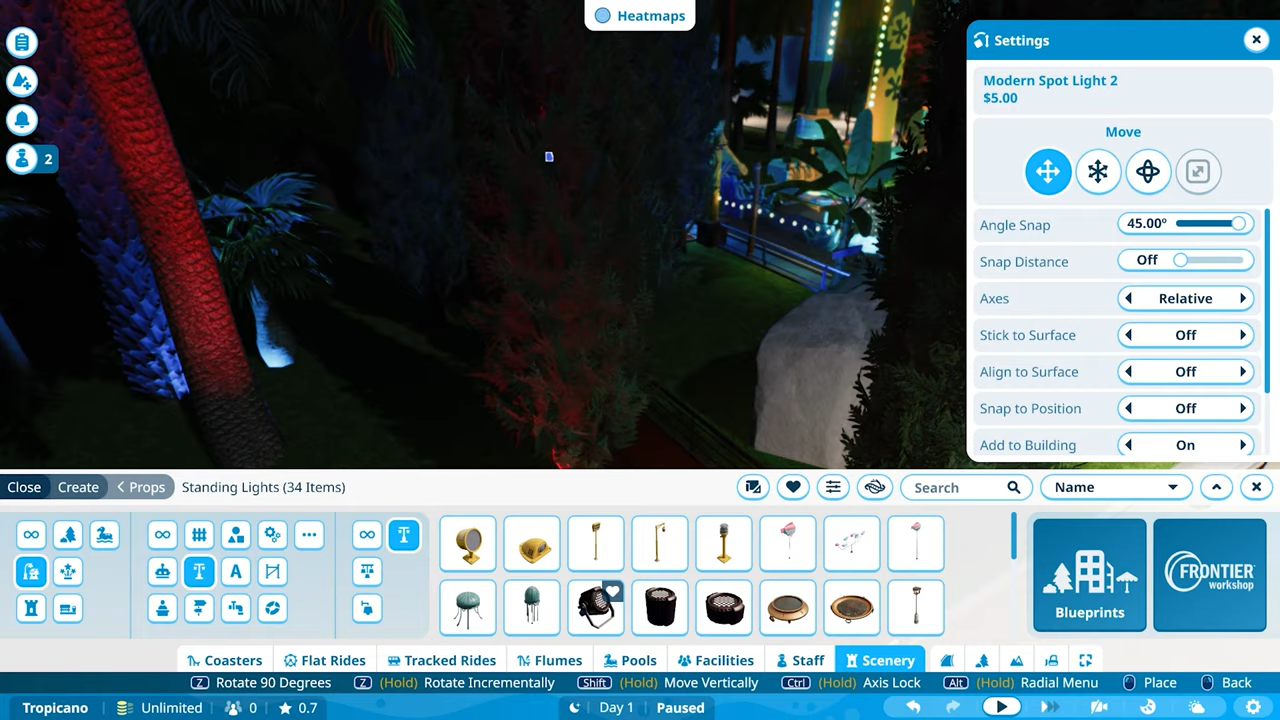 Heatmaps
2
Settings
Modern Spot Light 2
$5.00
Move
Angle Snap 45.00°
Snap Distance Off
Axes Relative
Stick to Surface Off
Align to Surface Off
Snap to Position Off
Add to Building On
Close Create Props Standing Lights (34 Items) Search Name
A
Blueprints
FRONTIER
workshop
Coasters Flat Rides Tracked Rides Flumes Pools Facilities Staff Scenery
Z Rotate 90 Degrees Z (Hold) Rotate Incrementally Shift (Hold) Move Vertically Ctrl (Hold) Axis Lock Alt (Hold) Radial Menu Place Back
Tropicano Unlimited 0 0.7 Day 1 Paused